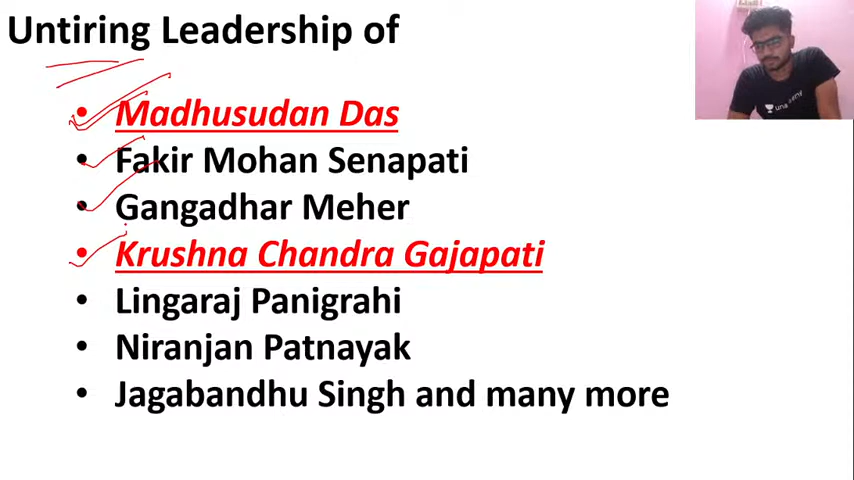 Untiring Leadership of
• Madhusudan Das
• Fakir Mohan Senapati
• Gangadhar Meher
• Krushna Chandra Gajapati
• Lingaraj Panigrahi
• Niranjan Patnayak
• Jagabandhu Singh and many more